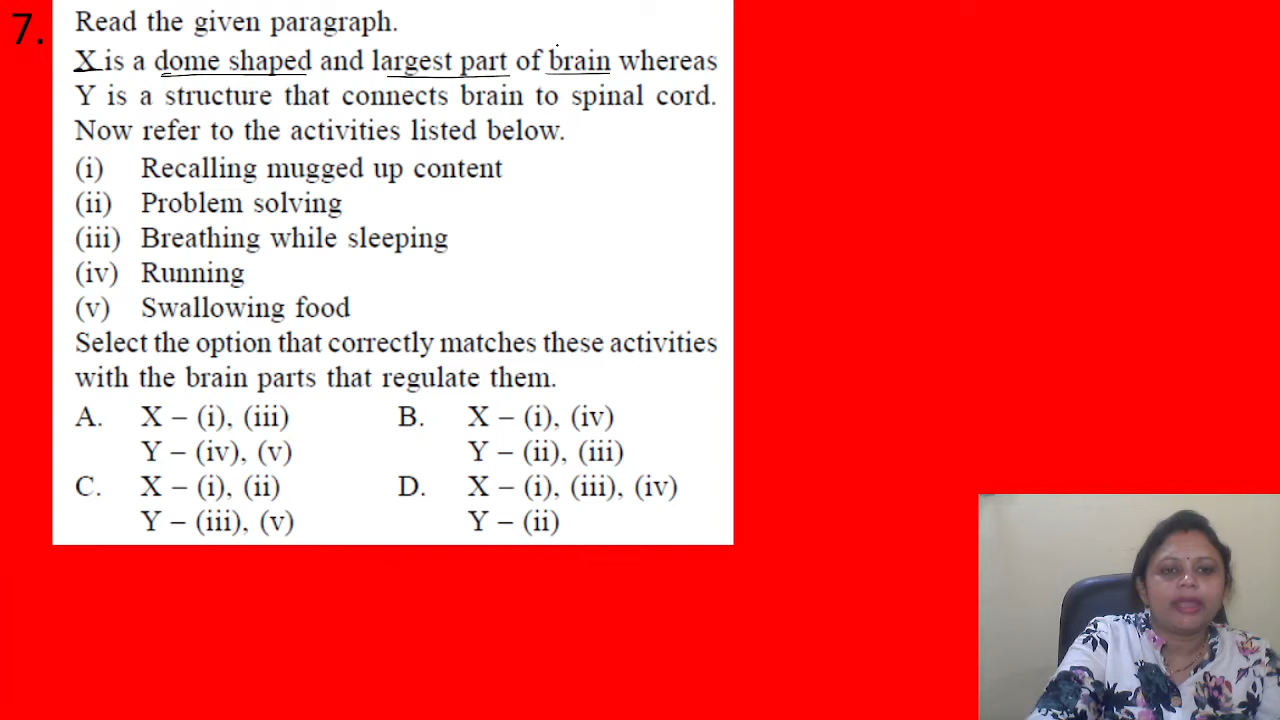 7.
Read the given paragraph.
X is a dome shaped and largest part of brain whereas
Y is a structure that connects brain to spinal cord.
Now refer to the activities listed below.
(i) Recalling mugged up content
(ii) Problem solving
(iii) Breathing while sleeping
(iv) Running
(v) Swallowing food
Select the option that correctly matches these activities
with the brain parts that regulate them.
A. X – (i), (iii) B. X – (i), (iv)
Y – (iv), (v) Y – (ii), (iii)
C. X – (i), (ii) D. X – (i), (iii), (iv)
Y – (iii), (v) Y – (ii)